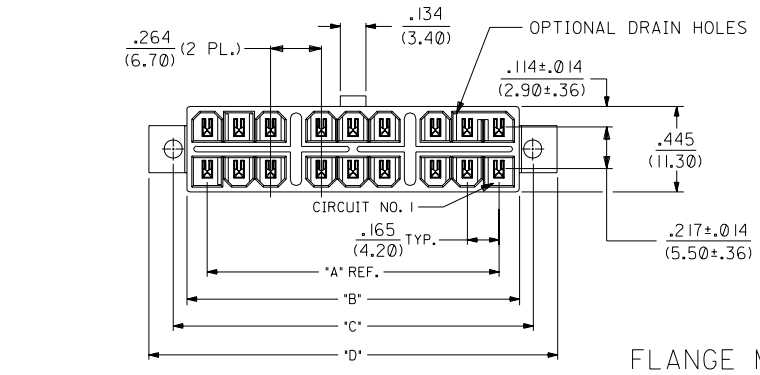 .134
(3.40)
OPTIONAL DRAIN HOLES
.264
(6.70) (2 PL.)
.114±.014
(2.90±.36)
.445
(11.30)
CIRCUIT NO. 1
.165
(4.20) TYP.
.217±.014
(5.50±.36)
"A" REF.
"B"
"C"
"D"
FLANGE M